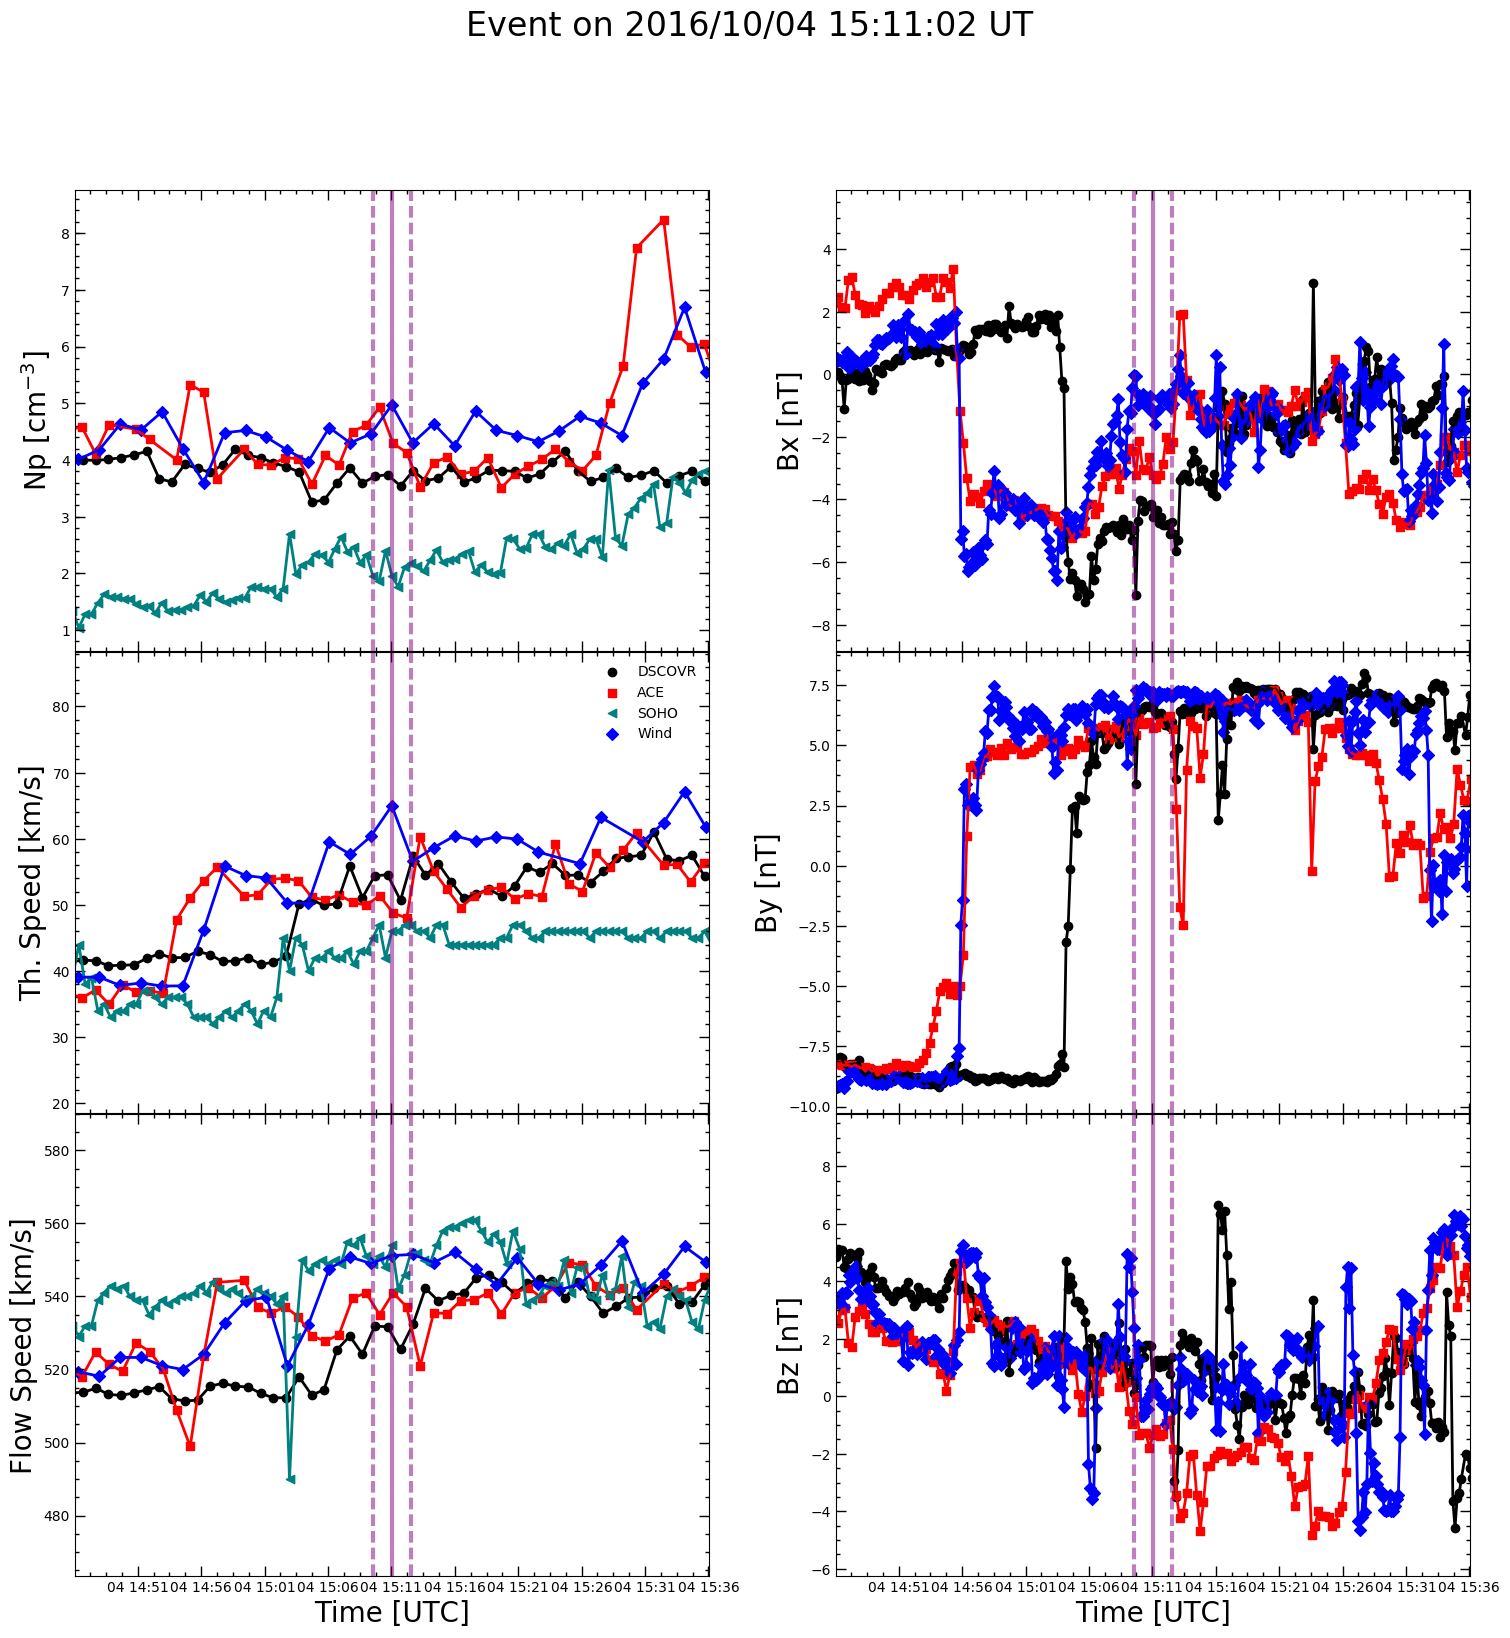 Event on 2016/10/04 15:11:02 UT
Np [cm⁻³]
8
7
6
5
4
3
2
1
Bx [nT]
4
2
0
−2
−4
−6
−8
Th. Speed [km/s]
80
70
60
50
40
30
20
DSCOVR
ACE
SOHO
Wind
By [nT]
7.5
5.0
2.5
0.0
−2.5
−5.0
−7.5
−10.0
Flow Speed [km/s]
580
560
540
520
500
480
Bz [nT]
8
6
4
2
0
−2
−4
−6
04 14:51 04 14:56 04 15:01 04 15:06 04 15:11 04 15:16 04 15:21 04 15:26 04 15:31 04 15:36
Time [UTC]
04 14:51 04 14:56 04 15:01 04 15:06 04 15:11 04 15:16 04 15:21 04 15:26 04 15:31 04 15:36
Time [UTC]